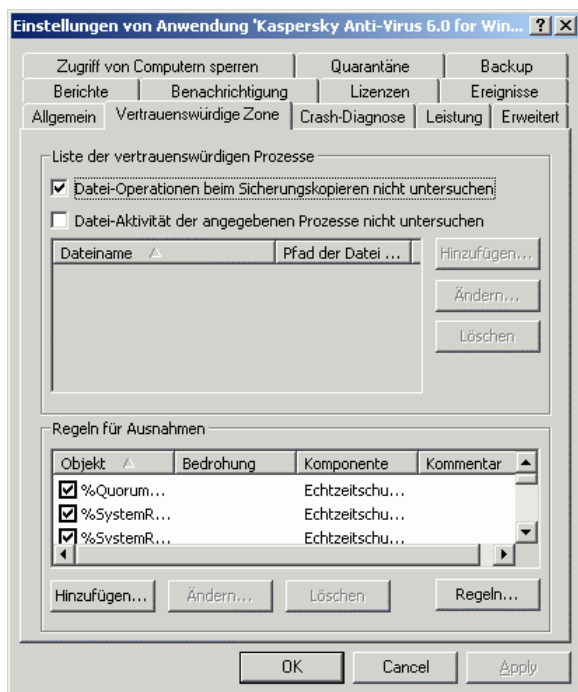 Einstellungen von Anwendung 'Kaspersky Anti-Virus 6.0 for Win...
Zugriff von Computern sperren Quarantäne Backup
Berichte Benachrichtigung Lizenzen Ereignisse
Allgemein Vertrauenswürdige Zone Crash-Diagnose Leistung Erweitert
Liste der vertrauenswürdigen Prozesse
Datei-Operationen beim Sicherungskopieren nicht untersuchen
Datei-Aktivität der angegebenen Prozesse nicht untersuchen
Dateiname Pfad der Datei ... Hinzufügen...
Ändern...
Löschen
Regeln für Ausnahmen
Objekt Bedrohung Komponente Kommentar
%Quorum... Echtzeitschu...
%SystemR... Echtzeitschu...
%SystemR... Echtzeitschu...
Hinzufügen... Ändern... Löschen Regeln...
OK Cancel Apply